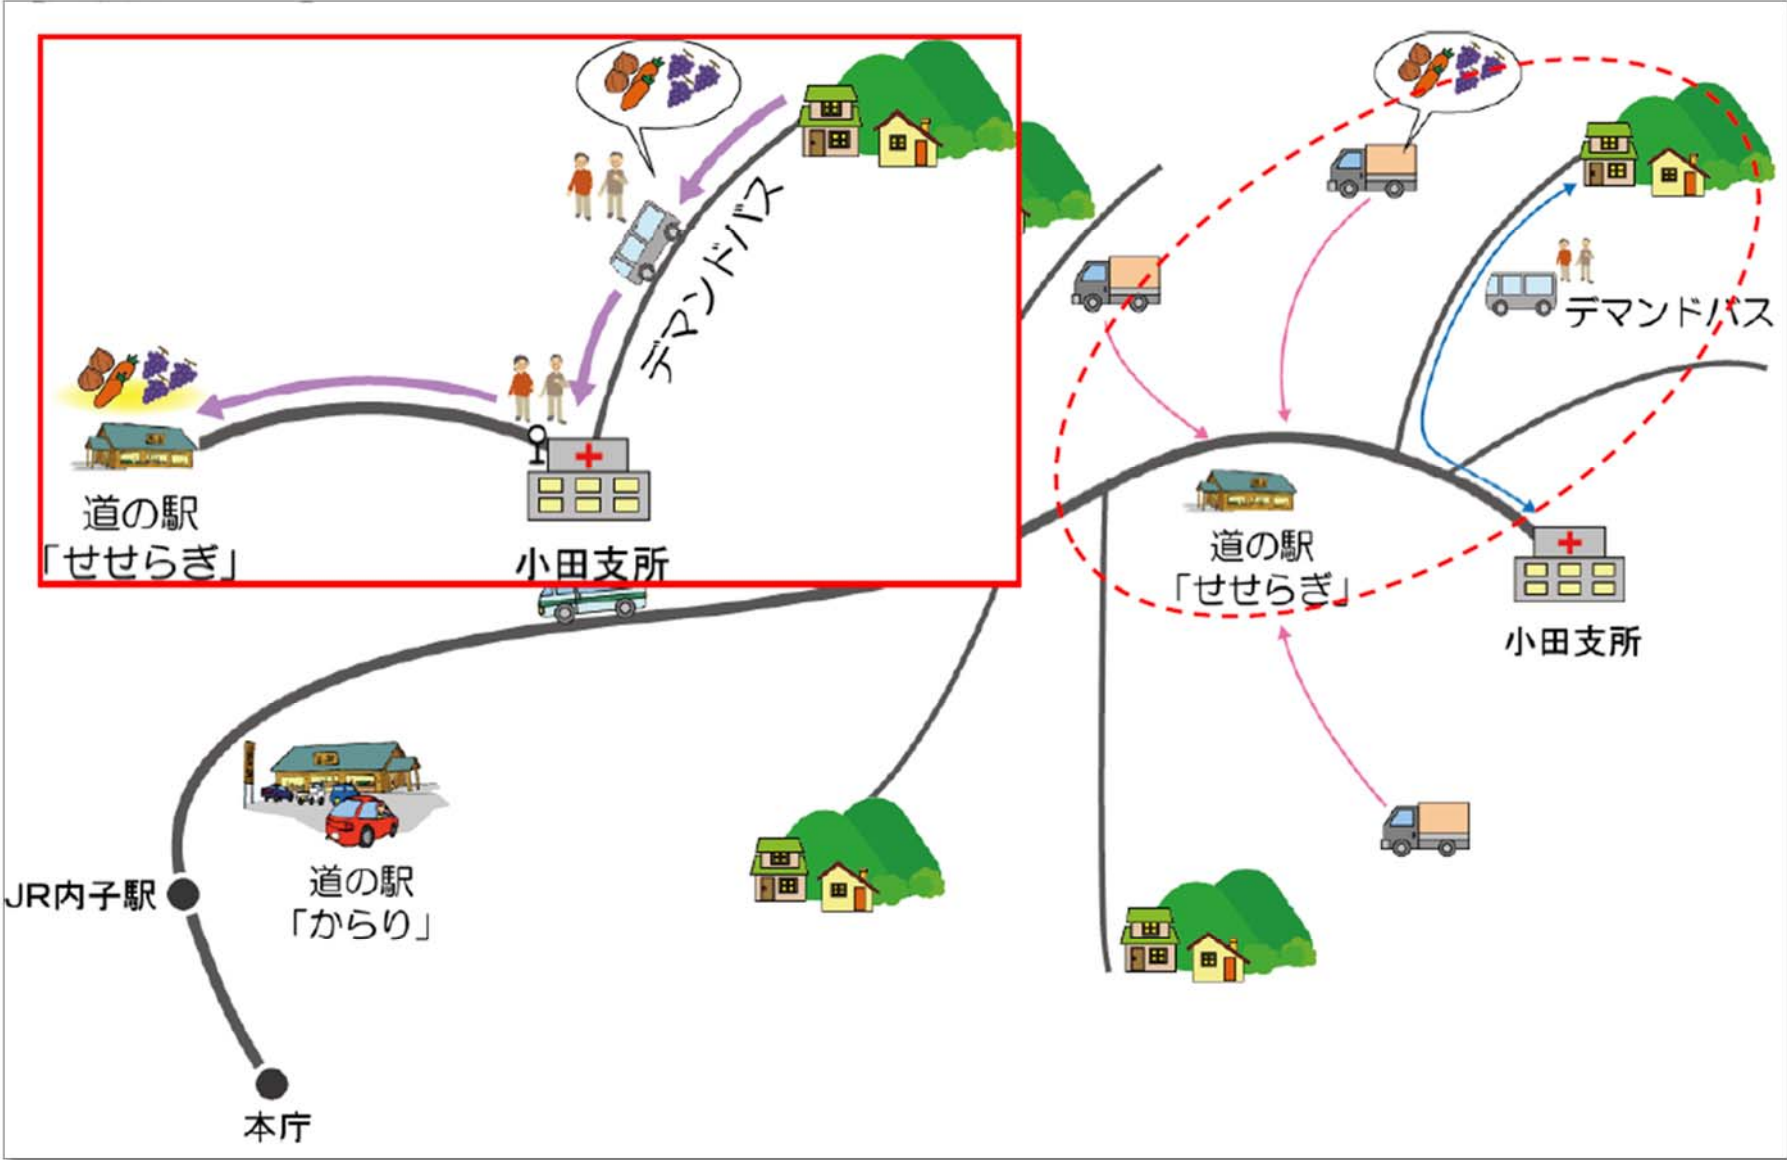 デマンドバス
道の駅
「せせらぎ」
小田支所
デマンドバス
道の駅
「せせらぎ」
小田支所
道の駅
「からり」
JR内子駅
本庁